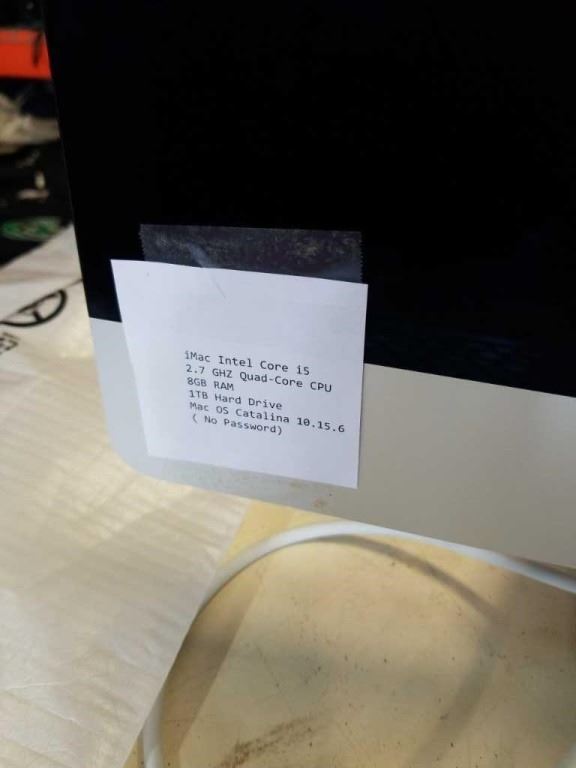 iMac Intel Core i5
2.7 GHZ Quad-Core CPU
8GB RAM
1TB Hard Drive
Mac OS Catalina 10.15.6
( No Password)